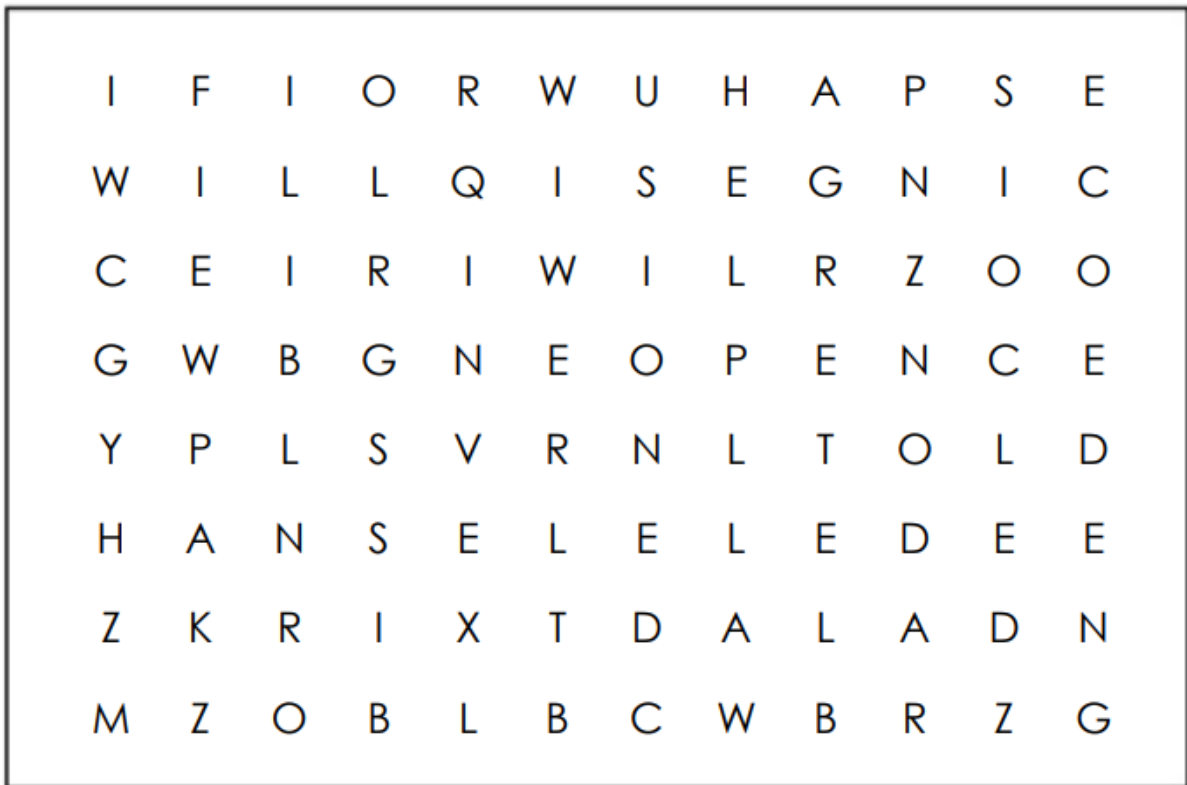 I F I O R W U H A P S E
W I L L Q I S E G N I C
C E I R I W I L R Z O O
G W B G N E O P E N C E
Y P L S V R N L T O L D
H A N S E L E L E D E E
Z K R I X T D A L A D N
M Z O B L B C W B R Z G